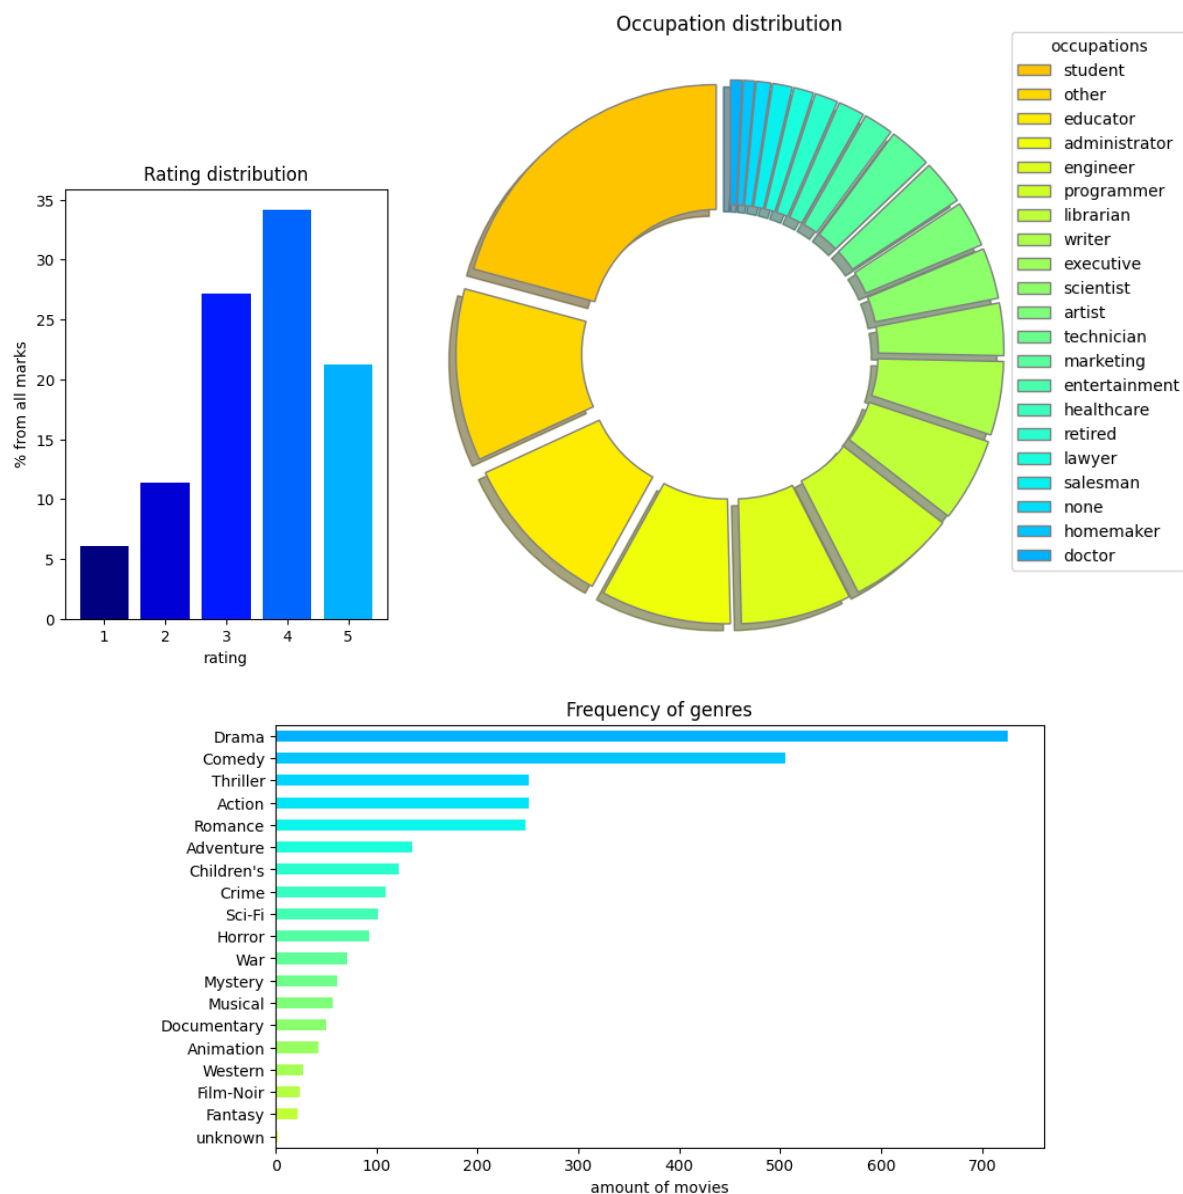 Occupation distribution
occupations
student
other
educator
administrator
engineer
programmer
librarian
writer
executive
scientist
artist
technician
marketing
entertainment
healthcare
retired
lawyer
salesman
none
homemaker
doctor
Rating distribution
% from all marks
35
30
25
20
15
10
5
0
1 2 3 4 5
rating
Frequency of genres
Drama
Comedy
Thriller
Action
Romance
Adventure
Children's
Crime
Sci-Fi
Horror
War
Mystery
Musical
Documentary
Animation
Western
Film-Noir
Fantasy
unknown
0 100 200 300 400 500 600 700
amount of movies